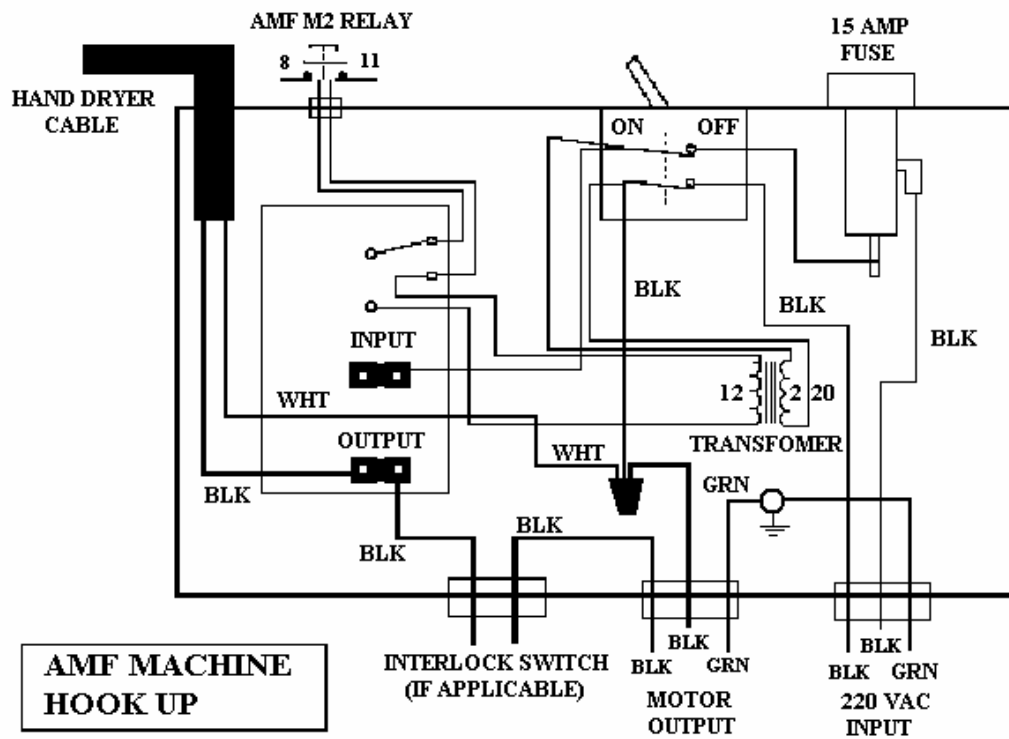 AMF M2 RELAY
8 11
15 AMP
FUSE
HAND DRYER
CABLE
ON OFF
BLK
BLK
BLK
INPUT
WHT
12 2 20
OUTPUT
TRANSFOMER
WHT
BLK
GRN
BLK
BLK
INTERLOCK SWITCH
(IF APPLICABLE)
BLK
BLK
GRN
MOTOR
OUTPUT
BLK
BLK
GRN
220 VAC
INPUT
AMF MACHINE
HOOK UP